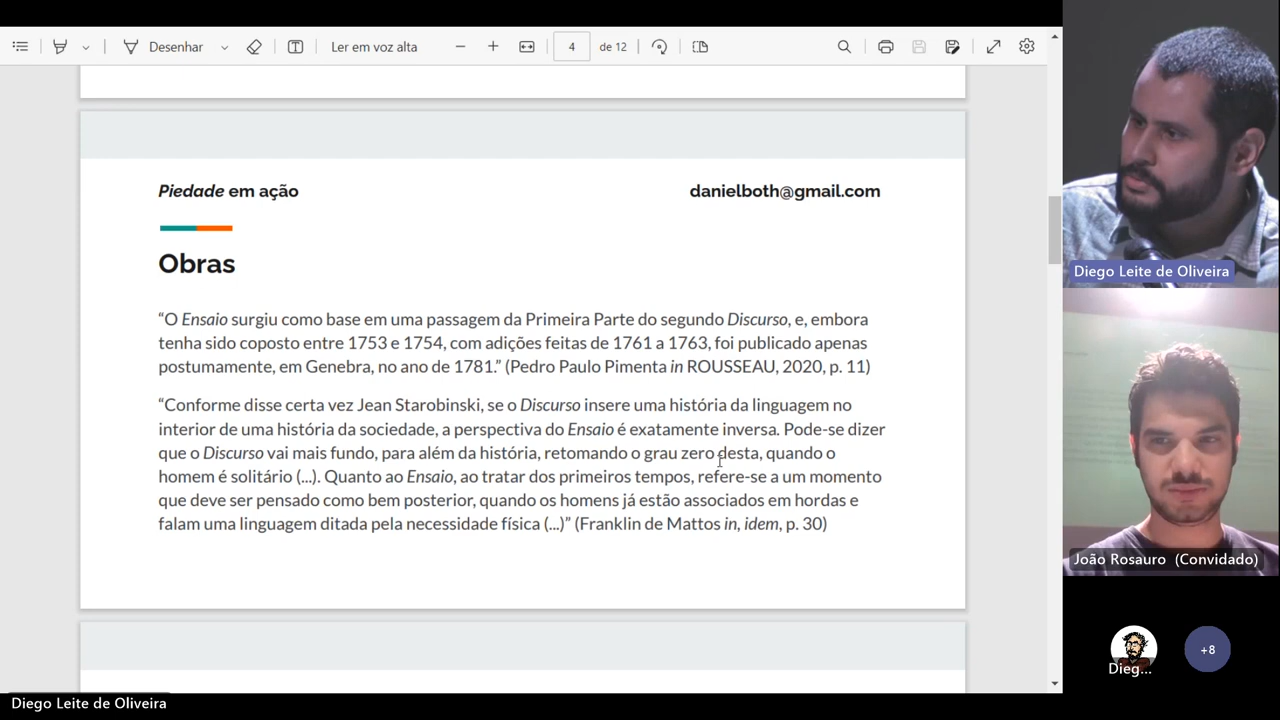 Desenhar
Ler em voz alta
4
de 12
Piedade em ação
danielboth@gmail.com
Obras
“O Ensaio surgiu como base em uma passagem da Primeira Parte do segundo Discurso, e, embora
tenha sido coposto entre 1753 e 1754, com adições feitas de 1761 a 1763, foi publicado apenas
postumamente, em Genebra, no ano de 1781.” (Pedro Paulo Pimenta in ROUSSEAU, 2020, p. 11)
“Conforme disse certa vez Jean Starobinski, se o Discurso insere uma história da linguagem no
interior de uma história da sociedade, a perspectiva do Ensaio é exatamente inversa. Pode-se dizer
que o Discurso vai mais fundo, para além da história, retomando o grau zero desta, quando o
homem é solitário (...). Quanto ao Ensaio, ao tratar dos primeiros tempos, refere-se a um momento
que deve ser pensado como bem posterior, quando os homens já estão associados em hordas e
falam uma linguagem ditada pela necessidade física (...)” (Franklin de Mattos in, idem, p. 30)
Diego Leite de Oliveira
João Rosauro (Convidado)
Dieg...
+8
Diego Leite de Oliveira